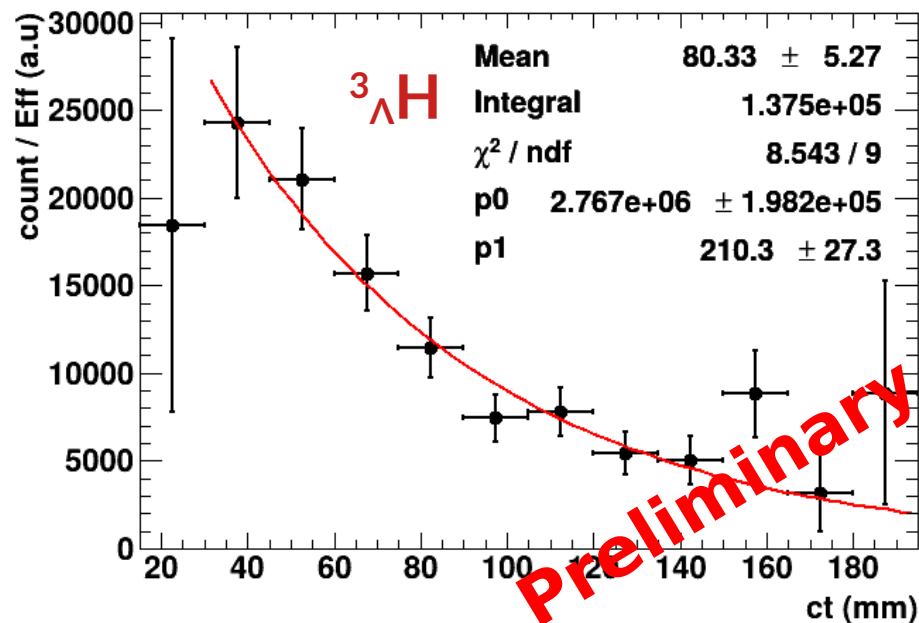 count / Eff (a.u)
30000
25000
20000
15000
10000
5000
0
³ΛH
Mean 80.33 ± 5.27
Integral 1.375e+05
χ² / ndf 8.543 / 9
p0 2.767e+06 ± 1.982e+05
p1 210.3 ± 27.3
Preliminary
20 40 60 80 100 120 140 160 180
ct (mm)